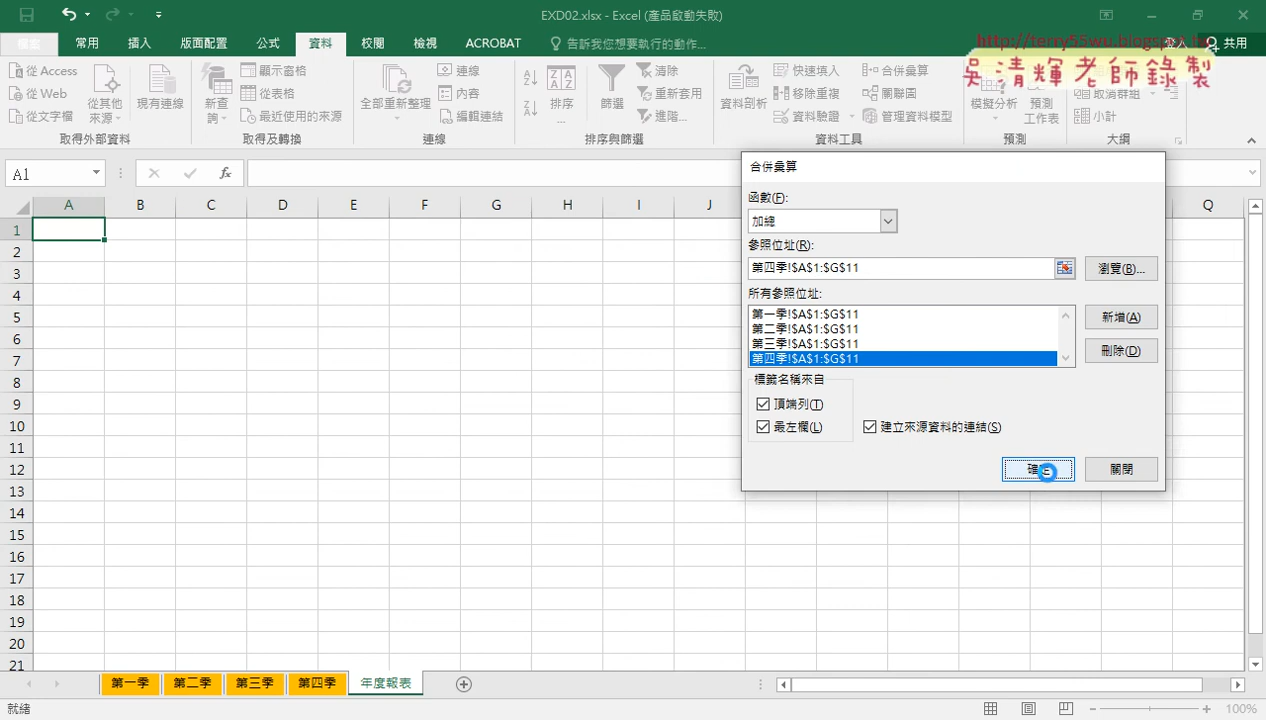 EXD02.xlsx - Excel (產品啟動失敗)
檔案 常用 插入 版面配置 公式 資料 校閱 檢視 ACROBAT 告訴我您想要執行的動作... 登入 共用
http://terry55wu.blogspot.tw
吳清輝老師錄製
從 Access
從 Web
從文字檔
從其他來源
現有連線
取得外部資料
新查詢
顯示窗格
從表格
最近使用的來源
取得及轉換
全部重新整理
連線
內容
編輯連結
連線
排序...
篩選
清除
重新套用
進階...
排序與篩選
資料剖析
快速填入
移除重複
資料驗證
合併彙算
關聯圖
管理資料模型
資料工具
模擬分析
預測工作表
預測
取消群組
小計
大綱
A1
fx
A B C D E F G H I J Q
1
2
3
4
5
6
7
8
9
10
11
12
13
14
15
16
17
18
19
20
21
合併彙算
函數(F):
加總
參照位址(R):
第四季!$A$1:$G$11
瀏覽(B)...
所有參照位址:
第一季!$A$1:$G$11
第二季!$A$1:$G$11
第三季!$A$1:$G$11
第四季!$A$1:$G$11
新增(A)
刪除(D)
標籤名稱來自
頂端列(T)
最左欄(L)
建立來源資料的連結(S)
關閉
第一季 第二季 第三季 第四季 年度報表
就緒
100%